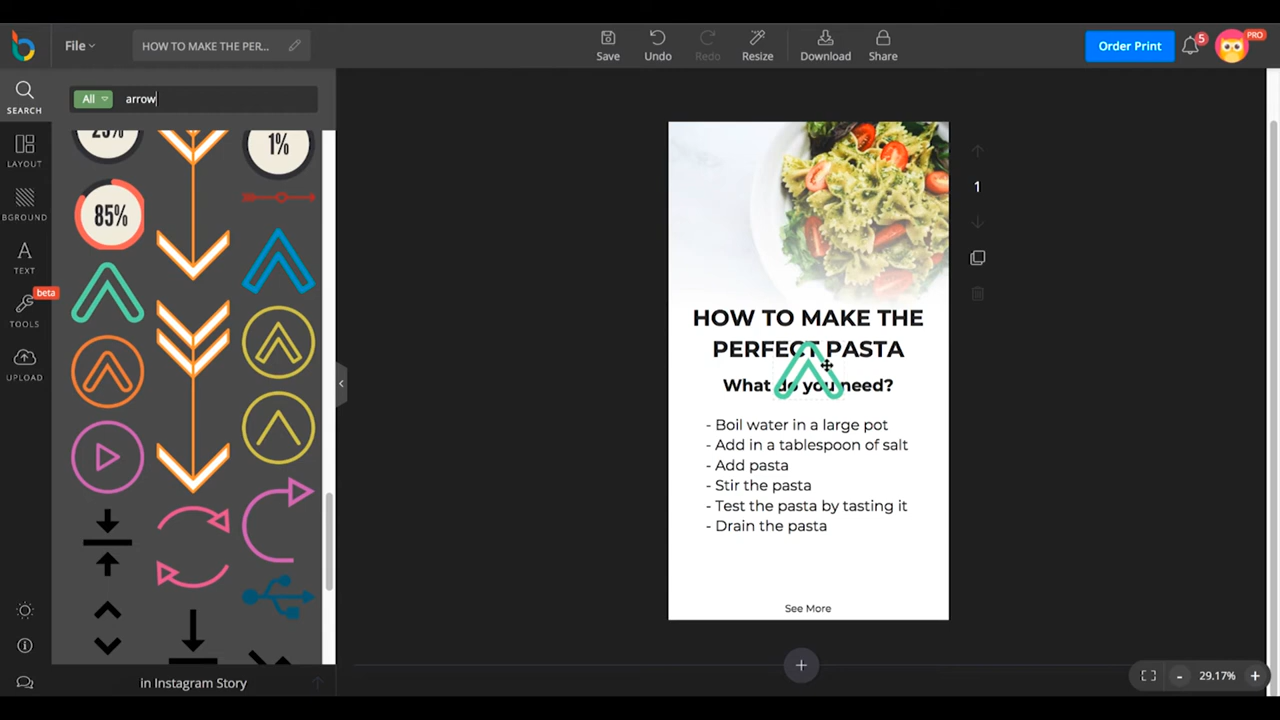 File
HOW TO MAKE THE PER...
Save
Undo
Redo
Resize
Download
Share
Order Print
5
PRO
SEARCH
All
arrow
LAYOUT
BGROUND
TEXT
beta
TOOLS
UPLOAD
25%
1%
85%
HOW TO MAKE THE
PERFECT PASTA
What do you need?
- Boil water in a large pot
- Add in a tablespoon of salt
- Add pasta
- Stir the pasta
- Test the pasta by tasting it
- Drain the pasta
See More
1
in Instagram Story
29.17%